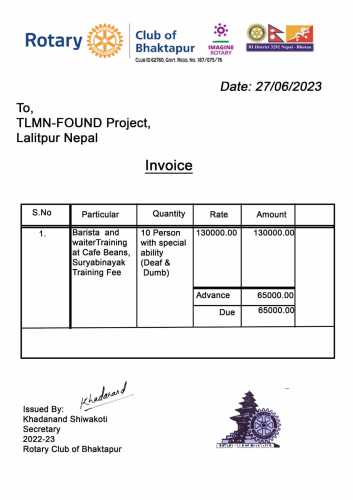 Rotary
Club of
Bhaktapur
Club ID 62760, Govt. Regs. No. 187/075/76
IMAGINE
ROTARY
RI District 3292 Nepal - Bhutan
Date: 27/06/2023
To,
TLMN-FOUND Project,
Lalitpur Nepal
Invoice
S.No Particular Quantity Rate Amount
1. Barista and 10 Person 130000.00 130000.00
waiterTraining with special
at Cafe Beans, ability
Suryabinayak (Deaf &
Training Fee Dumb)
Advance 65000.00
Due 65000.00
Khadanand
Issued By:
Khadanand Shiwakoti
Secretary
2022-23
Rotary Club of Bhaktapur